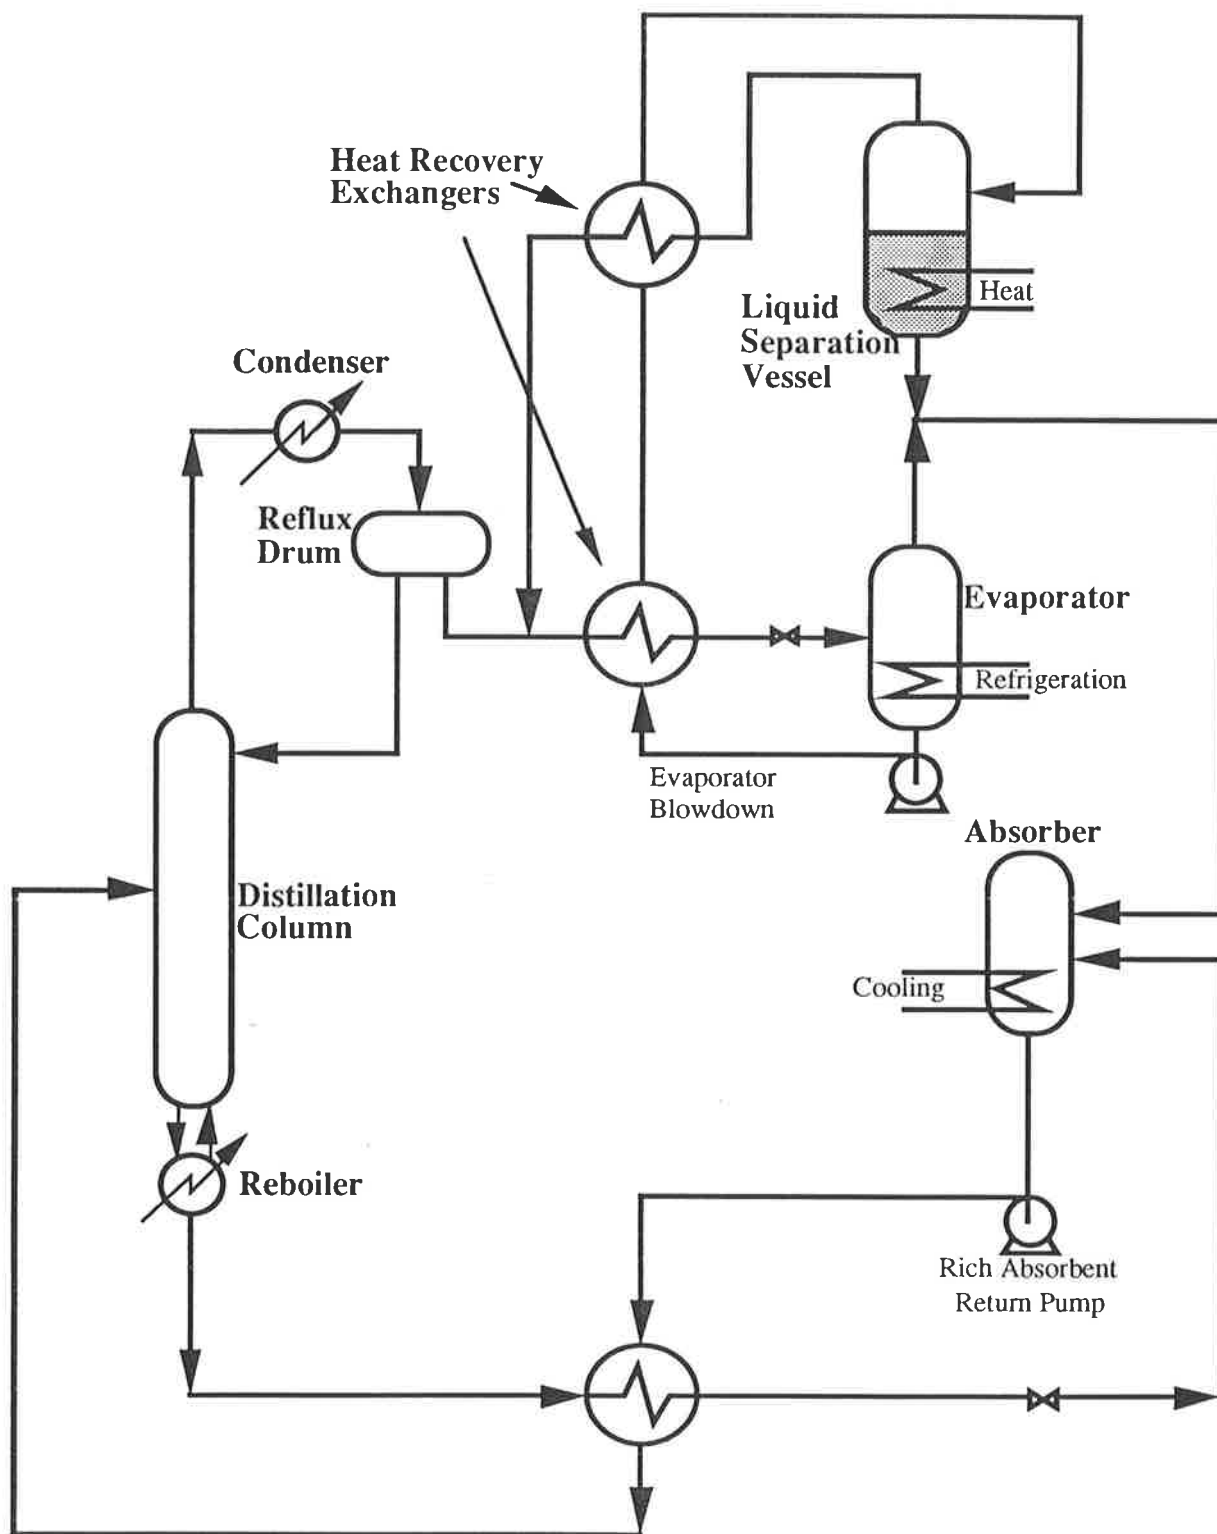 Heat Recovery
Exchangers
Heat
Liquid
Separation
Vessel
Condenser
Reflux
Drum
Evaporator
Refrigeration
Evaporator
Blowdown
Absorber
Distillation
Column
Cooling
Reboiler
Rich Absorbent
Return Pump